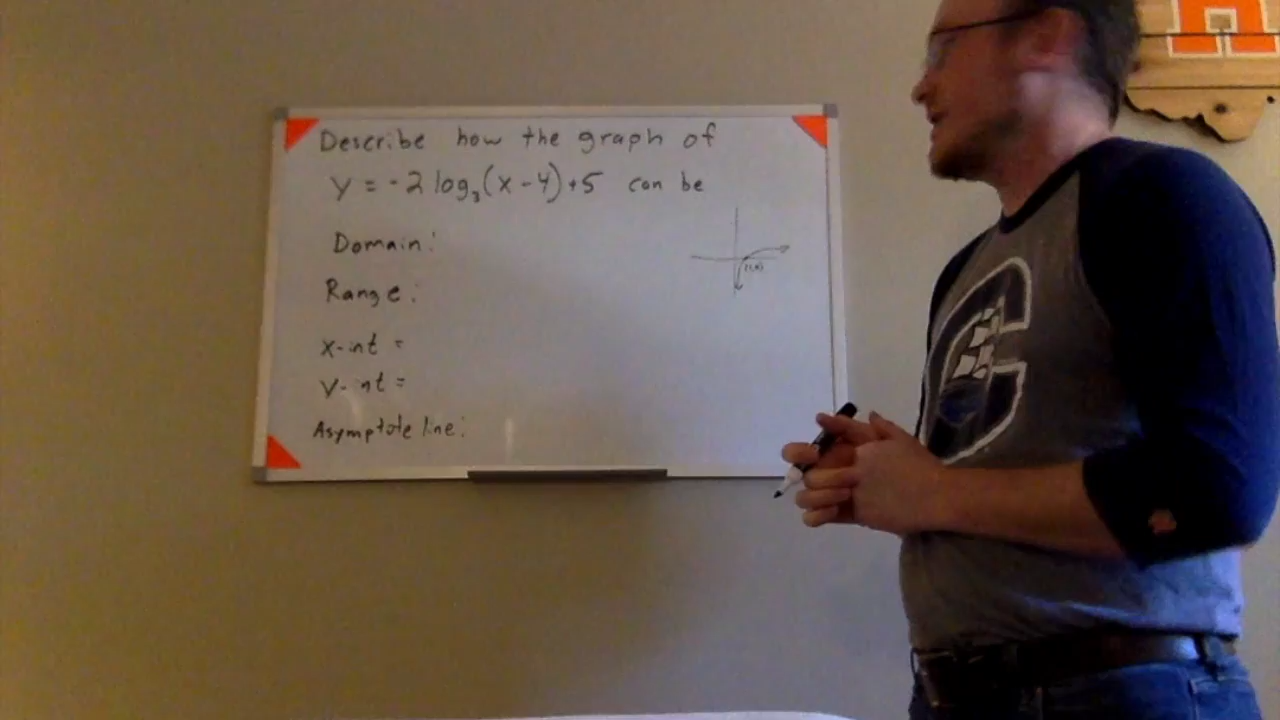 Describe how the graph of
y = -2 log₃(x-4)+5 can be
Domain:
Range:
x-int =
y-int =
Asymptote line:
C